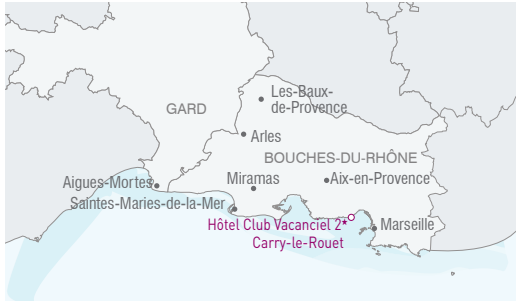 Les-Baux-
de-Provence
GARD
Arles
BOUCHES-DU-RHÔNE
Miramas
Aix-en-Provence
Aigues-Mortes
Saintes-Maries-de-la-Mer
Hôtel Club Vacanciel 2*
Carry-le-Rouet
Marseille